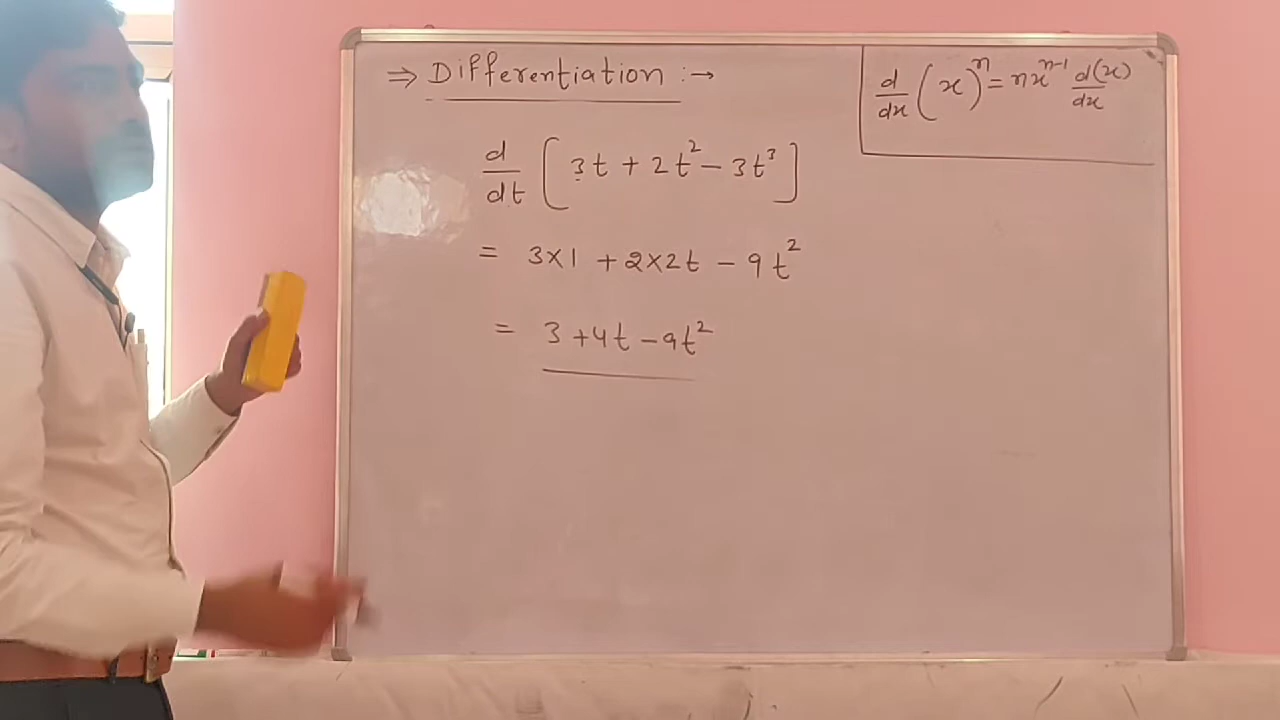 ⇒ Differentiation :→
d/dx (x)^n = nx^{n-1} d(x)/dx
d/dt [3t + 2t² − 3t³]
= 3×1 + 2×2t − 9t²
= 3 + 4t − 9t²